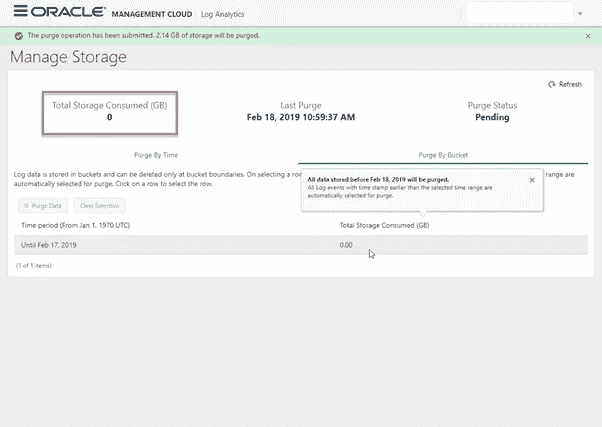 ORACLE MANAGEMENT CLOUD Log Analytics
The purge operation has been submitted. 2.14 GB of storage will be purged.
Manage Storage
Refresh
Total Storage Consumed (GB) Last Purge Purge Status
0 Feb 18, 2019 10:59:37 AM Pending
Purge By Time Purge By Bucket
Log data is stored in buckets and can be deleted only at bucket boundaries. On selecting a ro
range are
automatically selected for purge. Click on a row to select the row.
All data stored before Feb 18, 2019 will be purged.
All Log events with time stamp earlier than the selected time range are
automatically selected for purge.
Purge Data Clear Selection
Time period (From Jan 1. 1970 UTC) Total Storage Consumed (GB)
Until Feb 17, 2019 0.00
(1 of 1 items)